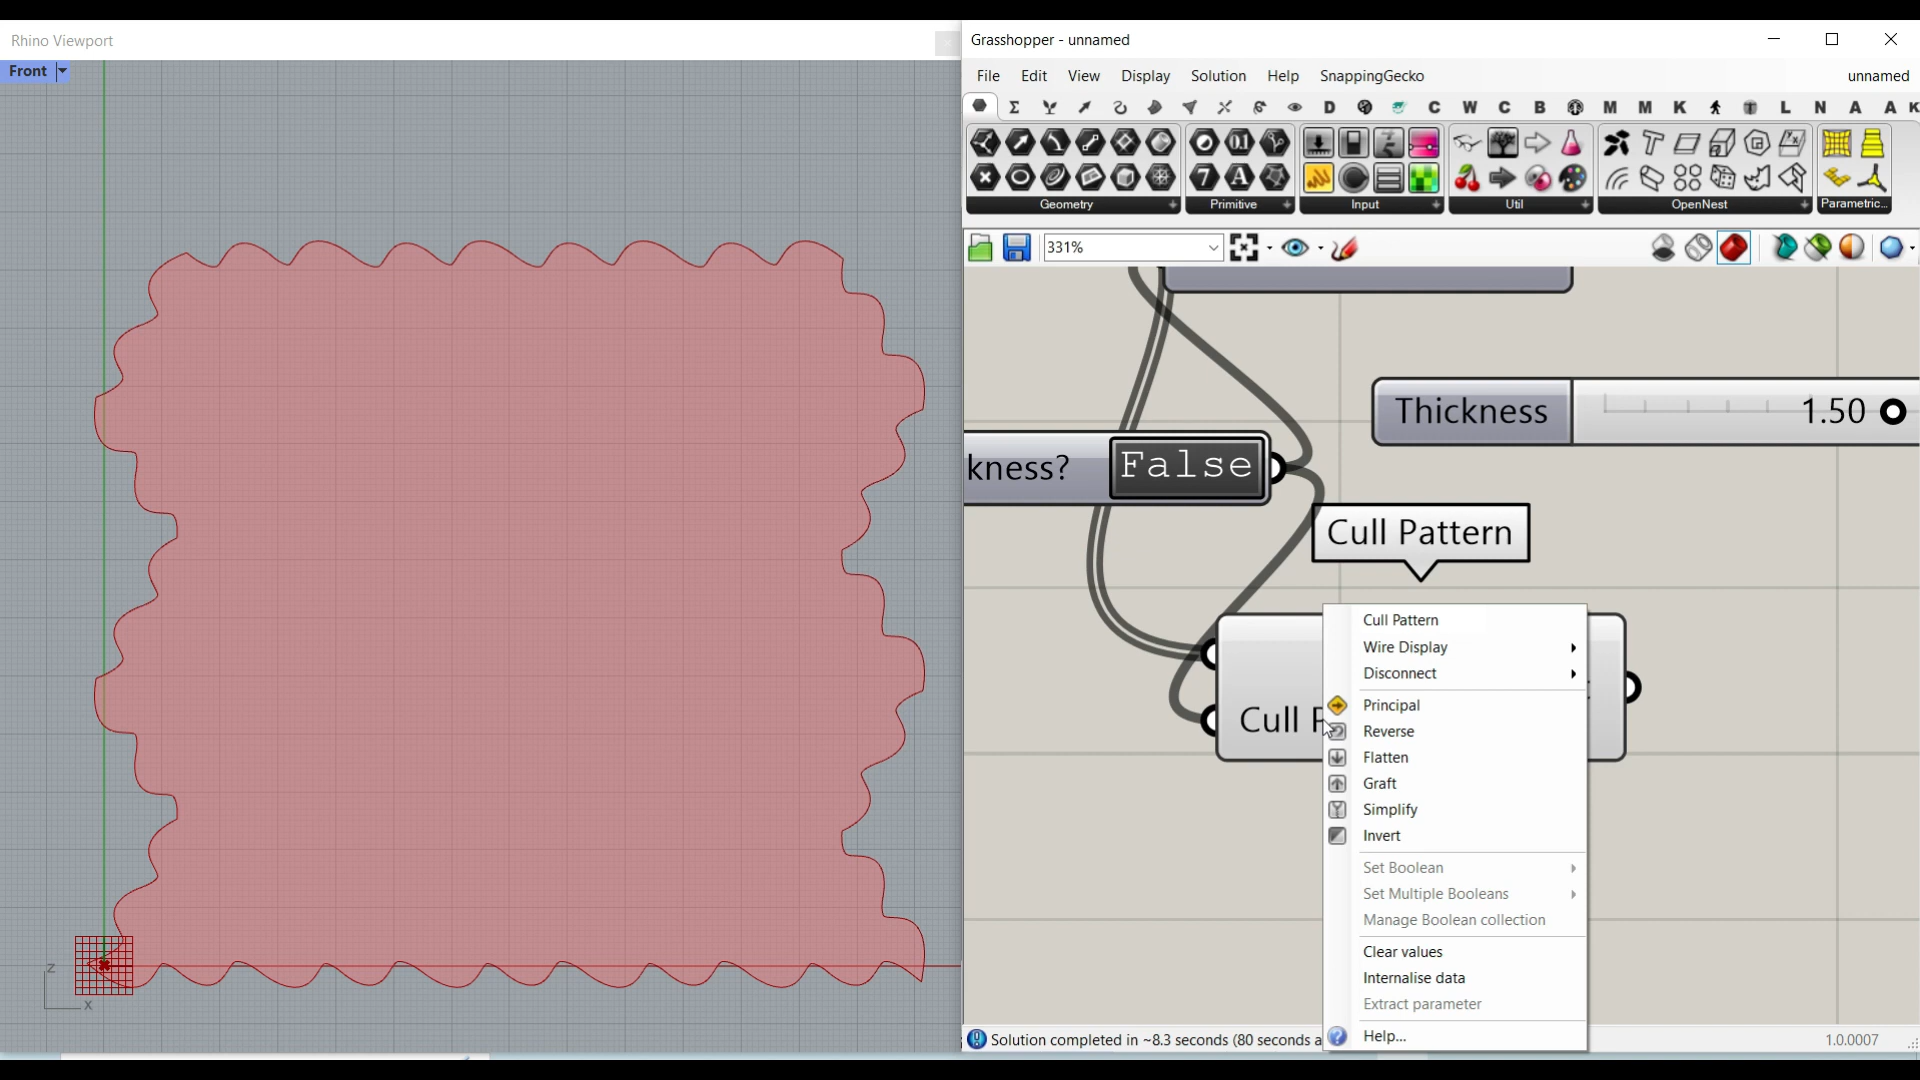 Rhino Viewport
Front
z
x
Grasshopper - unnamed
File Edit View Display Solution Help SnappingGecko unnamed
D C W C B M M K L N A A K
Geometry Primitive Input Util OpenNest Parametric...
331%
Thickness 1.50
kness? False
Cull Pattern
Cull P
Cull Pattern
Wire Display
Disconnect
Principal
Reverse
Flatten
Graft
Simplify
Invert
Set Boolean
Set Multiple Booleans
Manage Boolean collection
Clear values
Internalise data
Extract parameter
Help...
Solution completed in ~8.3 seconds (80 seconds a
1.0.0007